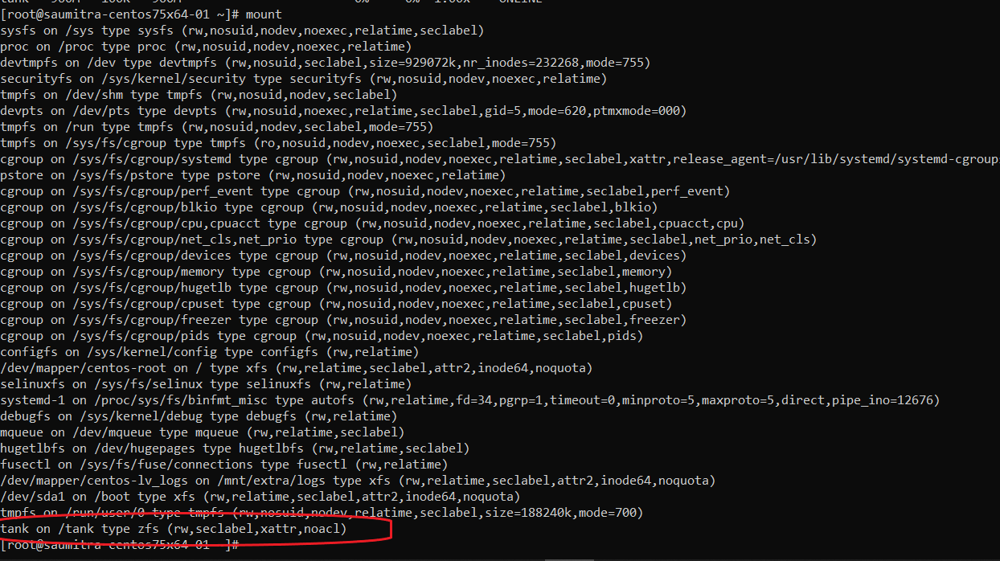 [root@saumitra-centos75x64-01 ~]# mount
sysfs on /sys type sysfs (rw,nosuid,nodev,noexec,relatime,seclabel)
proc on /proc type proc (rw,nosuid,nodev,noexec,relatime)
devtmpfs on /dev type devtmpfs (rw,nosuid,seclabel,size=929072k,nr_inodes=232268,mode=755)
securityfs on /sys/kernel/security type securityfs (rw,nosuid,nodev,noexec,relatime)
tmpfs on /dev/shm type tmpfs (rw,nosuid,nodev,seclabel)
devpts on /dev/pts type devpts (rw,nosuid,noexec,relatime,seclabel,gid=5,mode=620,ptmxmode=000)
tmpfs on /run type tmpfs (rw,nosuid,nodev,seclabel,mode=755)
tmpfs on /sys/fs/cgroup type tmpfs (ro,nosuid,nodev,noexec,seclabel,mode=755)
cgroup on /sys/fs/cgroup/systemd type cgroup (rw,nosuid,nodev,noexec,relatime,seclabel,xattr,release_agent=/usr/lib/systemd/systemd-cgroup
pstore on /sys/fs/pstore type pstore (rw,nosuid,nodev,noexec,relatime)
cgroup on /sys/fs/cgroup/perf_event type cgroup (rw,nosuid,nodev,noexec,relatime,seclabel,perf_event)
cgroup on /sys/fs/cgroup/blkio type cgroup (rw,nosuid,nodev,noexec,relatime,seclabel,blkio)
cgroup on /sys/fs/cgroup/cpu,cpuacct type cgroup (rw,nosuid,nodev,noexec,relatime,seclabel,cpuacct,cpu)
cgroup on /sys/fs/cgroup/net_cls,net_prio type cgroup (rw,nosuid,nodev,noexec,relatime,seclabel,net_prio,net_cls)
cgroup on /sys/fs/cgroup/devices type cgroup (rw,nosuid,nodev,noexec,relatime,seclabel,devices)
cgroup on /sys/fs/cgroup/memory type cgroup (rw,nosuid,nodev,noexec,relatime,seclabel,memory)
cgroup on /sys/fs/cgroup/hugetlb type cgroup (rw,nosuid,nodev,noexec,relatime,seclabel,hugetlb)
cgroup on /sys/fs/cgroup/cpuset type cgroup (rw,nosuid,nodev,noexec,relatime,seclabel,cpuset)
cgroup on /sys/fs/cgroup/freezer type cgroup (rw,nosuid,nodev,noexec,relatime,seclabel,freezer)
cgroup on /sys/fs/cgroup/pids type cgroup (rw,nosuid,nodev,noexec,relatime,seclabel,pids)
configfs on /sys/kernel/config type configfs (rw,relatime)
/dev/mapper/centos-root on / type xfs (rw,relatime,seclabel,attr2,inode64,noquota)
selinuxfs on /sys/fs/selinux type selinuxfs (rw,relatime)
systemd-1 on /proc/sys/fs/binfmt_misc type autofs (rw,relatime,fd=34,pgrp=1,timeout=0,minproto=5,maxproto=5,direct,pipe_ino=12676)
debugfs on /sys/kernel/debug type debugfs (rw,relatime)
mqueue on /dev/mqueue type mqueue (rw,relatime,seclabel)
hugetlbfs on /dev/hugepages type hugetlbfs (rw,relatime,seclabel)
fusectl on /sys/fs/fuse/connections type fusectl (rw,relatime)
/dev/mapper/centos-lv_logs on /mnt/extra/logs type xfs (rw,relatime,seclabel,attr2,inode64,noquota)
/dev/sda1 on /boot type xfs (rw,relatime,seclabel,attr2,inode64,noquota)
tmpfs on /run/user/0 type tmpfs (rw,nosuid,nodev,relatime,seclabel,size=188240k,mode=700)
tank on /tank type zfs (rw,seclabel,xattr,noacl)
[root@saumitra-centos75x64-01 ~]#